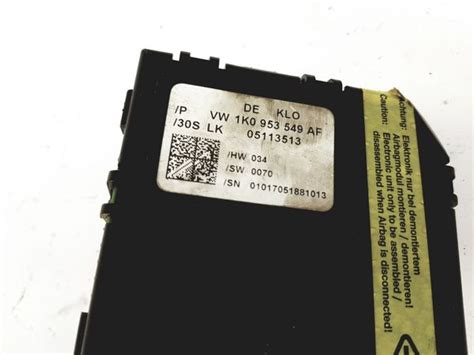 DE KLO
/P VW 1K0 953 549 AF
/30S LK 05113513
/HW 034
/SW 0070
/SN 01017051881013
Achtung:
Elektronik nur bei demontiertem
Airbagmodul montieren / demontieren!
Caution:
Electronic unit only to be assembled /
disassembled when Airbag is disconnected!